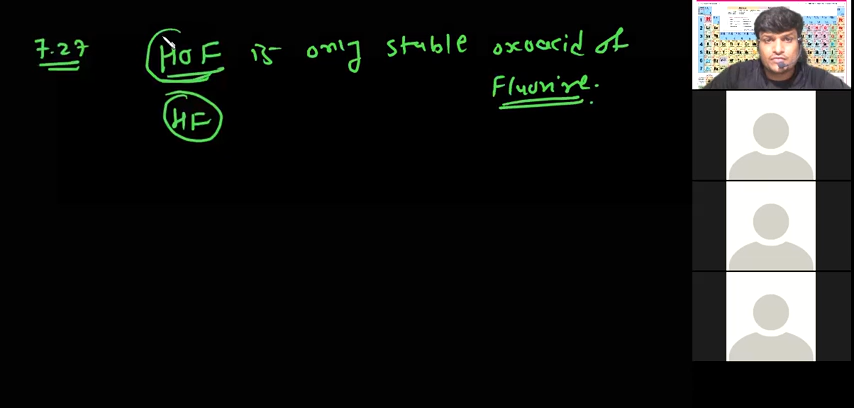 7.27 HOF is only stable oxoacid of
Fluorine.
HF